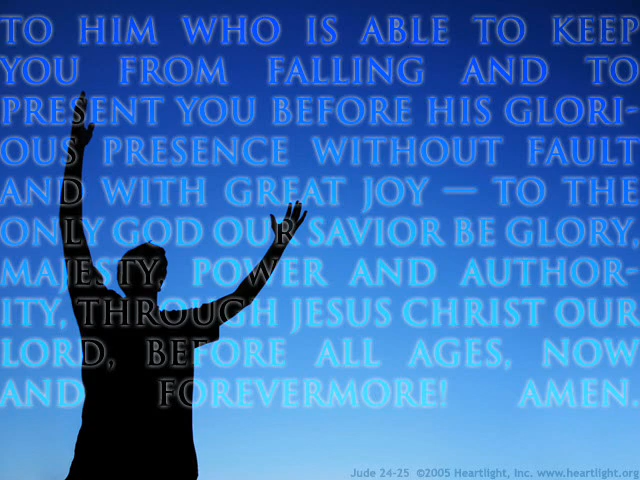 TO HIM WHO IS ABLE TO KEEP
YOU FROM FALLING AND TO
PRESENT YOU BEFORE HIS GLORI-
OUS PRESENCE WITHOUT FAULT
AND WITH GREAT JOY — TO THE
ONLY GOD OUR SAVIOR BE GLORY,
MAJESTY, POWER AND AUTHOR-
ITY, THROUGH JESUS CHRIST OUR
LORD, BEFORE ALL AGES, NOW
AND FOREVERMORE! AMEN.
Jude 24-25 ©2005 Heartlight, Inc. www.heartlight.org